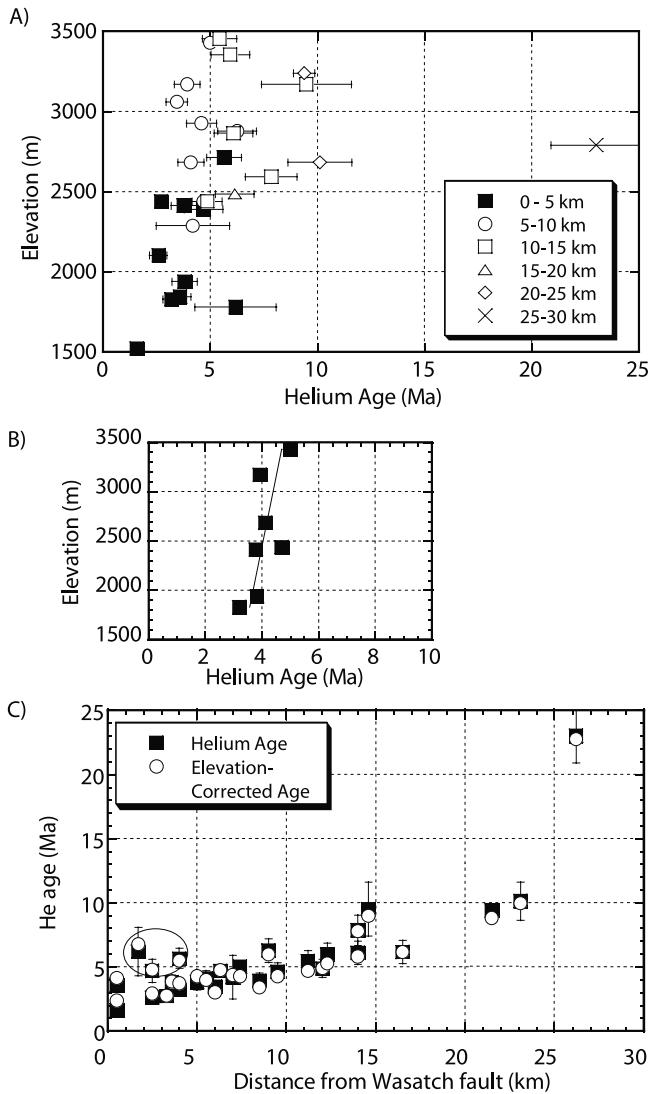 A)
3500
3000
2500
2000
1500
Elevation (m)
0 - 5 km
5-10 km
10-15 km
15-20 km
20-25 km
25-30 km
0
5
10
15
20
25
Helium Age (Ma)
B)
3500
3000
2500
2000
1500
Elevation (m)
0
2
4
6
8
10
Helium Age (Ma)
C)
25
20
15
10
5
0
He age (Ma)
Helium Age
Elevation-
Corrected Age
0
5
10
15
20
25
30
Distance from Wasatch fault (km)